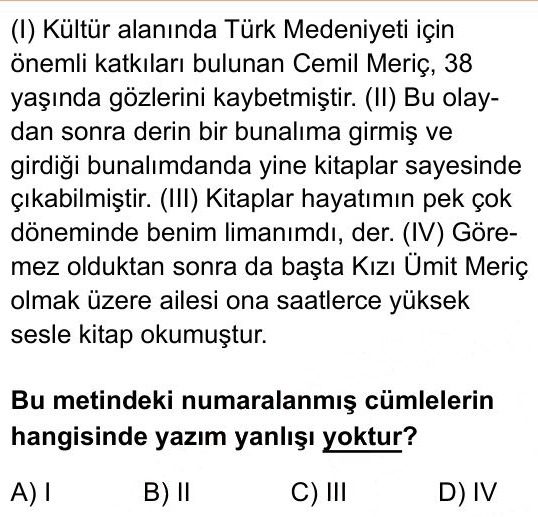 (I) Kültür alanında Türk Medeniyeti için
önemli katkıları bulunan Cemil Meriç, 38
yaşında gözlerini kaybetmiştir. (II) Bu olay-
dan sonra derin bir bunalıma girmiş ve
girdiği bunalımdanda yine kitaplar sayesinde
çıkabilmiştir. (III) Kitaplar hayatımın pek çok
döneminde benim limanımdı, der. (IV) Göre-
mez olduktan sonra da başta Kızı Ümit Meriç
olmak üzere ailesi ona saatlerce yüksek
sesle kitap okumuştur.
Bu metindeki numaralanmış cümlelerin
hangisinde yazım yanlışı yoktur?
A) I B) II C) III D) IV